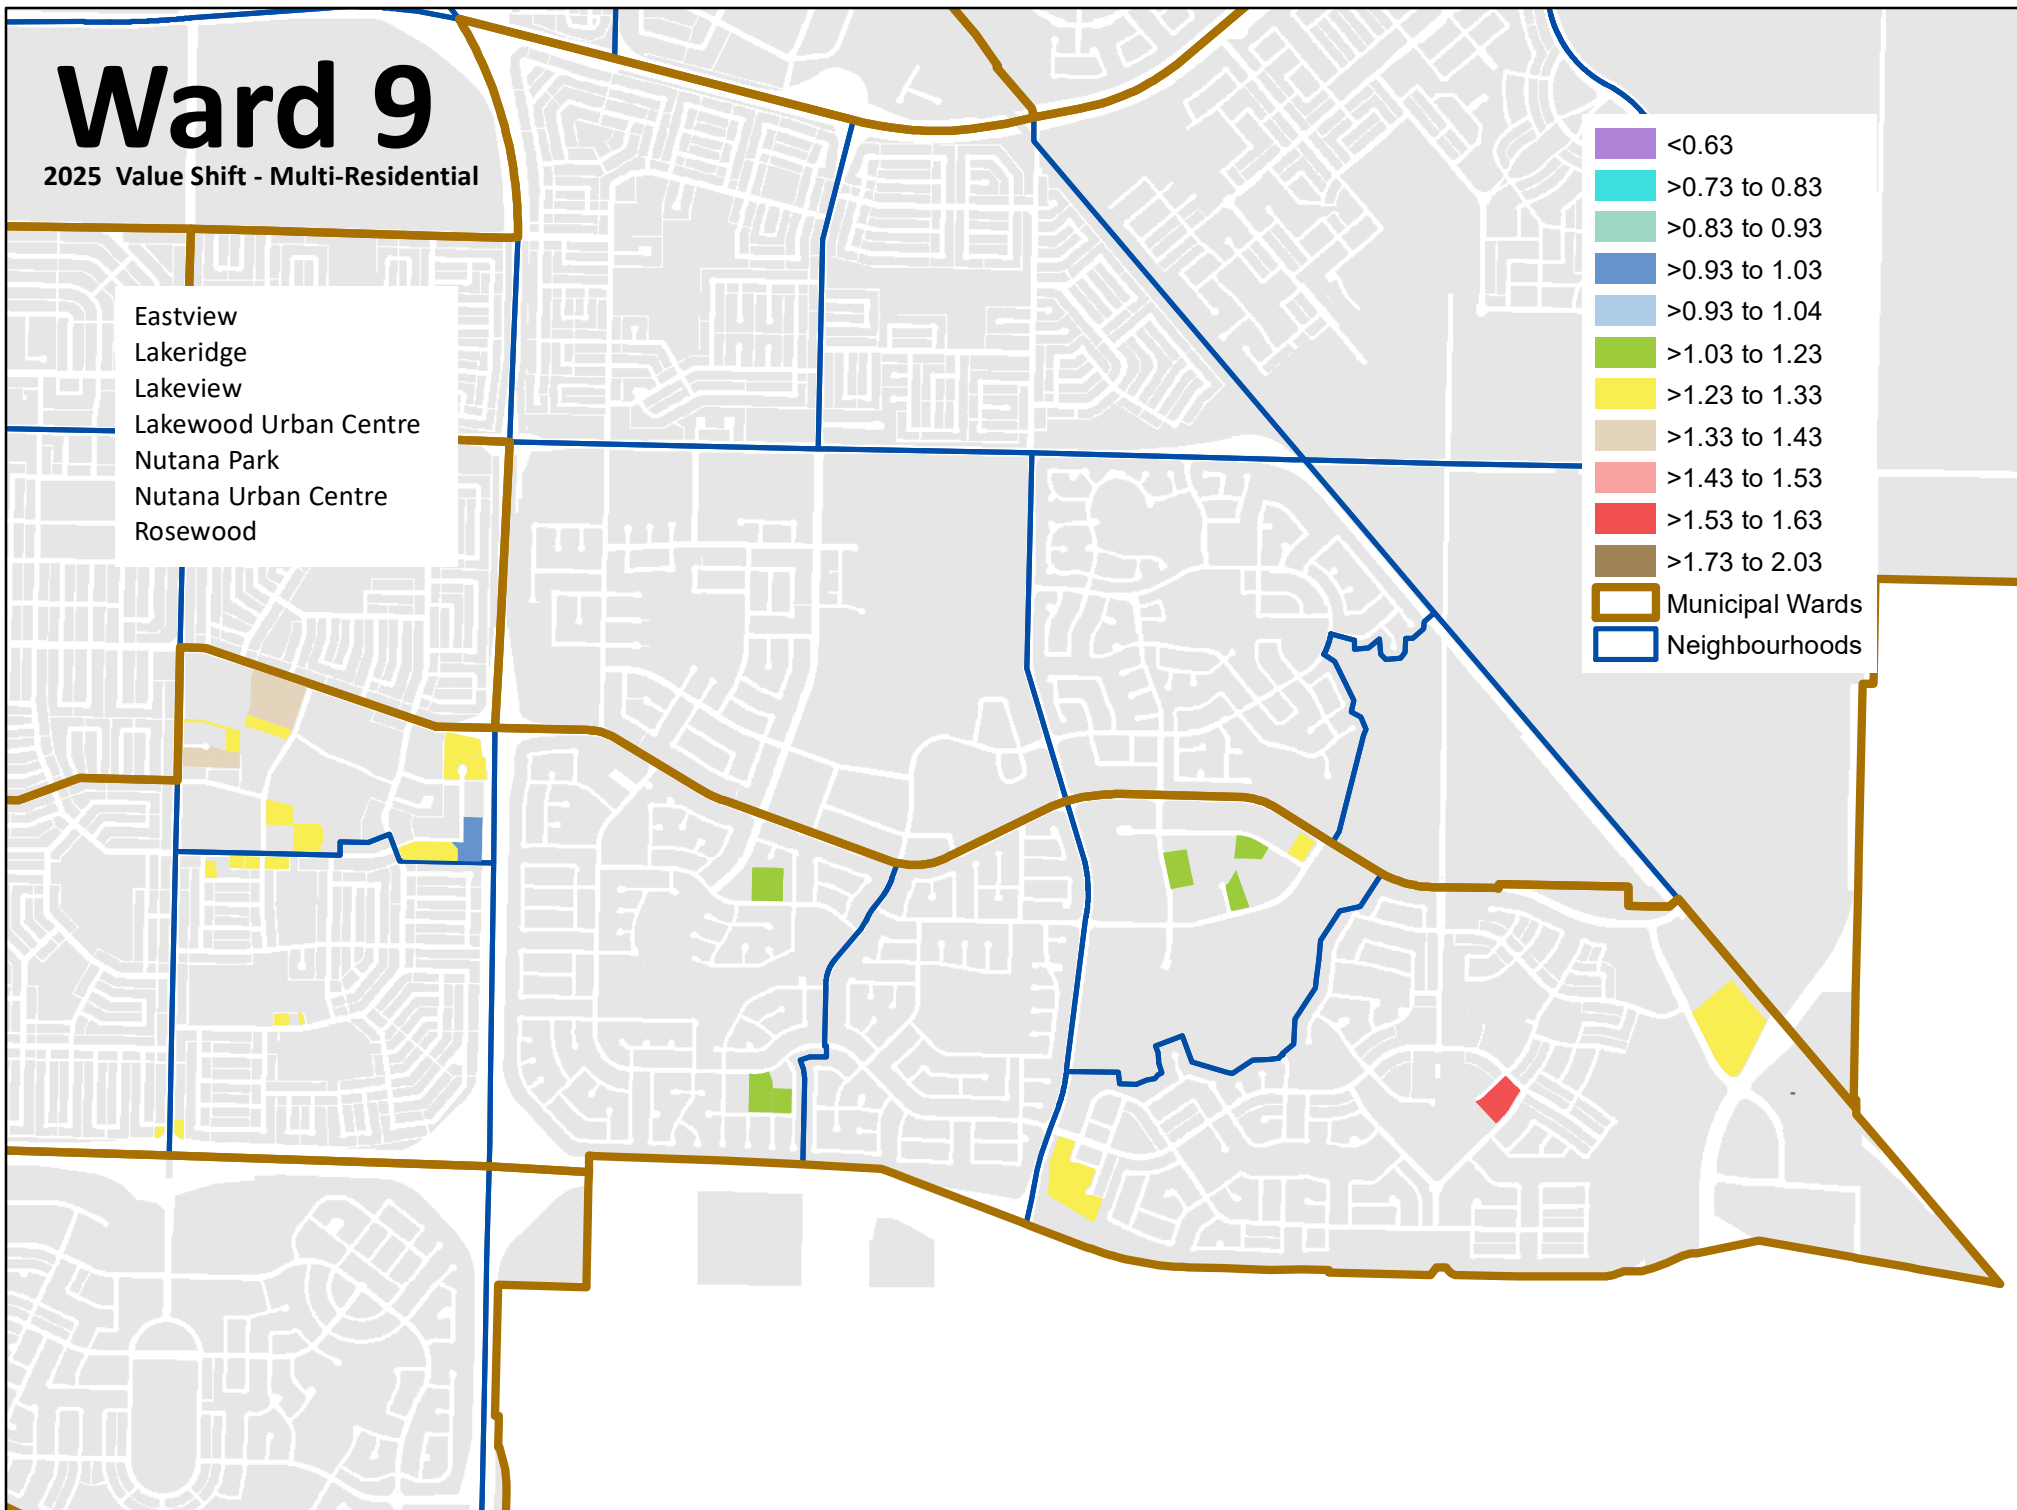 Ward 9
2025 Value Shift - Multi-Residential
Eastview
Lakeridge
Lakeview
Lakewood Urban Centre
Nutana Park
Nutana Urban Centre
Rosewood
<0.63
>0.73 to 0.83
>0.83 to 0.93
>0.93 to 1.03
>0.93 to 1.04
>1.03 to 1.23
>1.23 to 1.33
>1.33 to 1.43
>1.43 to 1.53
>1.53 to 1.63
>1.73 to 2.03
Municipal Wards
Neighbourhoods